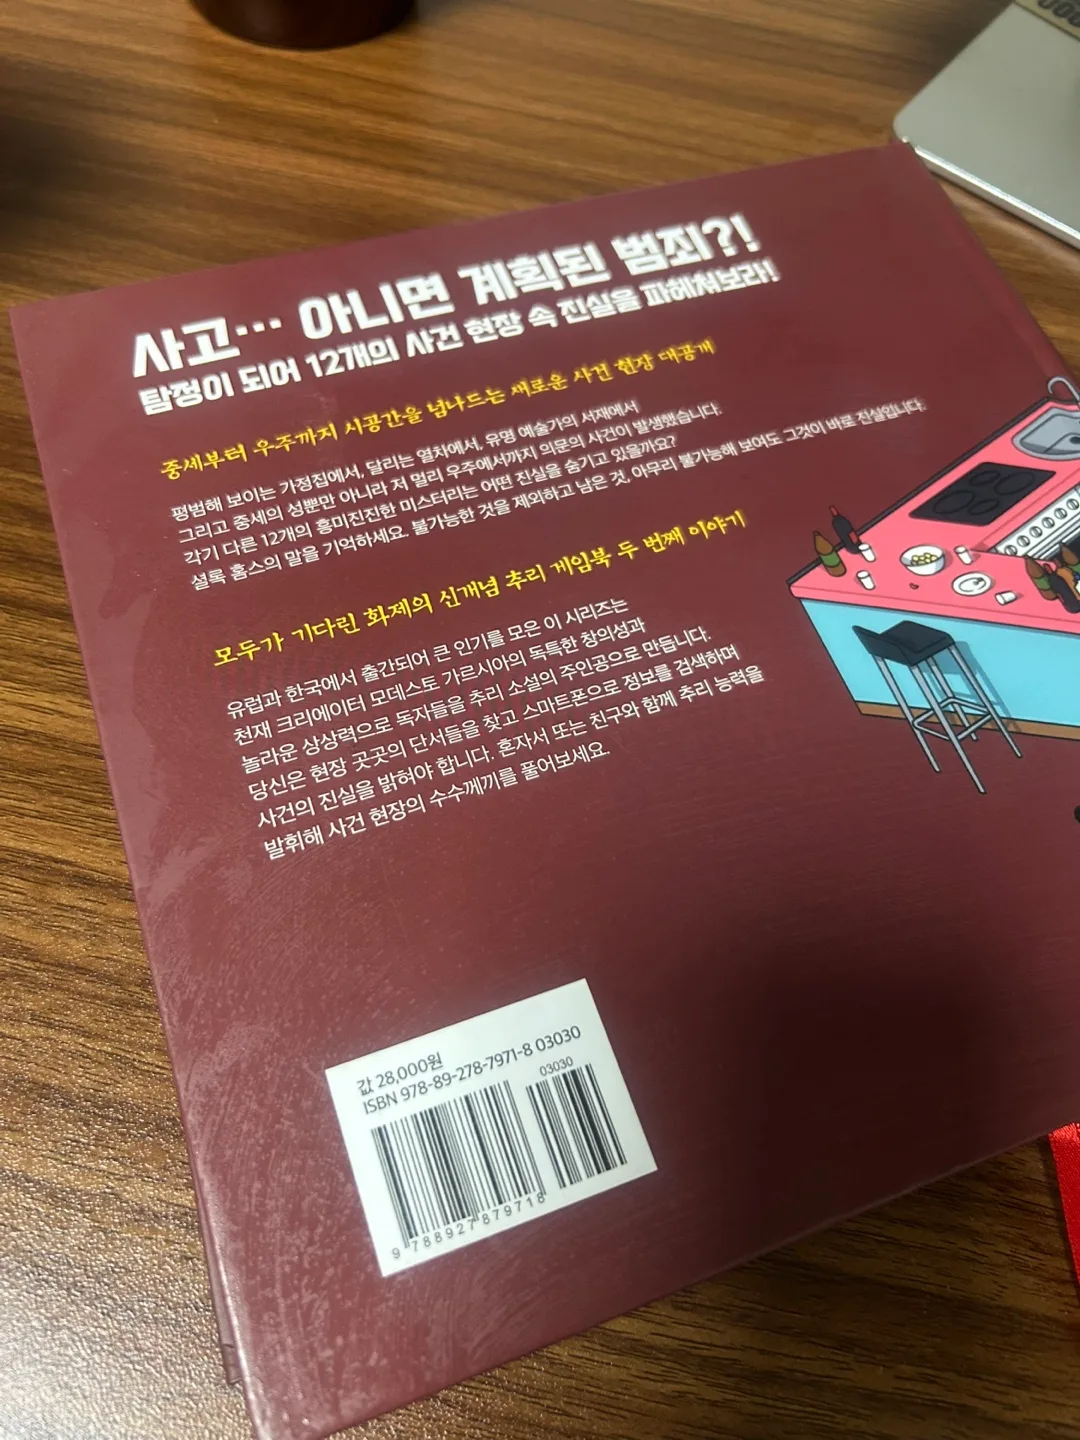 사고… 아니면 계획된 범죄?!
탐정이 되어 12개의 사건 현장 속 진실을 파헤쳐보라!
중세부터 우주까지 시공간을 넘나드는 새로운 사건 현장 대공개
평범해 보이는 가정집에서, 달리는 열차에서, 유명 예술가의 서재에서
그리고 중세의 성뿐만 아니라 저 멀리 우주에서까지 의문의 사건이 발생했습니다.
각기 다른 12개의 흥미진진한 미스터리는 어떤 진실을 숨기고 있을까요?
셜록 홈스의 말을 기억하세요. 불가능한 것을 제외하고 남은 것, 아무리 불가능해 보여도 그것이 바로 진실입니다.
모두가 기다린 화제의 신개념 추리 게임북 두 번째 이야기
유럽과 한국에서 출간되어 큰 인기를 모은 이 시리즈는
천재 크리에이터 모데스토 가르시아의 독특한 창의성과
놀라운 상상력으로 독자들을 추리 소설의 주인공으로 만듭니다.
당신은 현장 곳곳의 단서들을 찾고 스마트폰으로 정보를 검색하며
사건의 진실을 밝혀야 합니다. 혼자서 또는 친구와 함께 추리 능력을
발휘해 사건 현장의 수수께끼를 풀어보세요.
값 28,000원
ISBN 978-89-278-7971-8 03030
03030
9 788927 879718